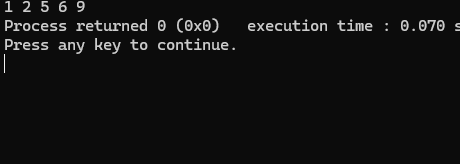 1 2 5 6 9
Process returned 0 (0x0)   execution time : 0.070 s
Press any key to continue.